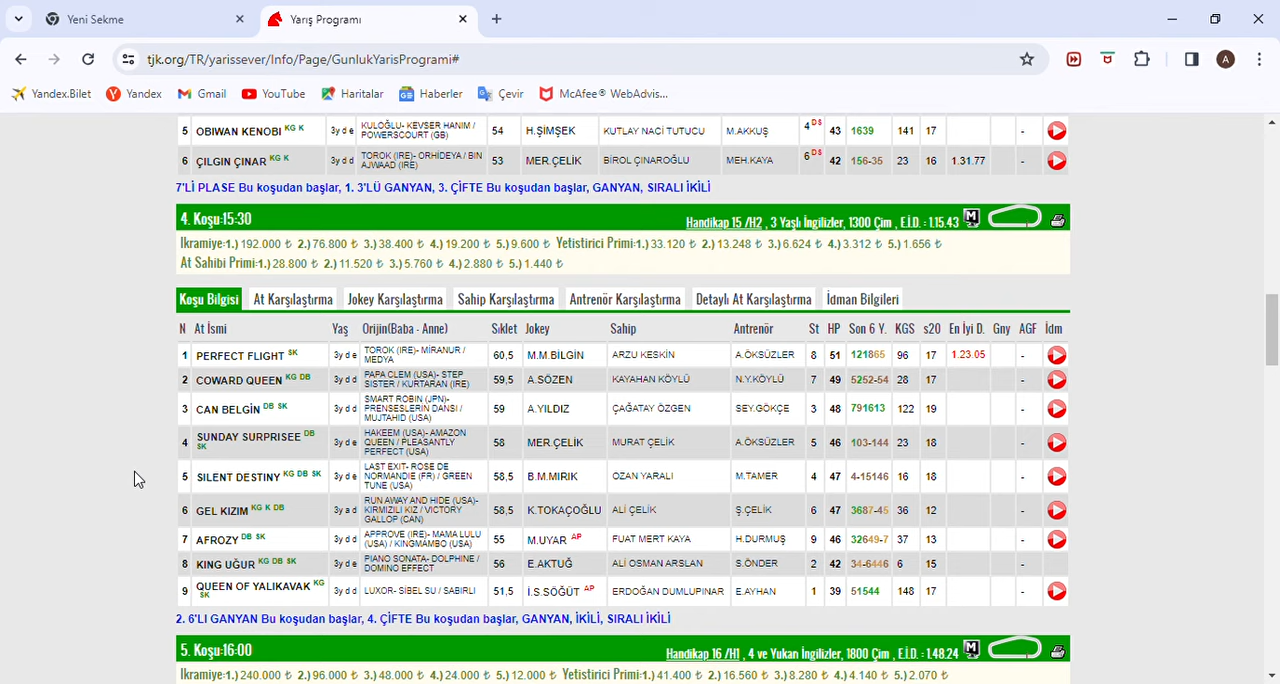 Yeni Sekme
Yarış Programı
tjk.org/TR/yarissever/Info/Page/GunlukYarisProgrami#
A
Yandex.Bilet Yandex Gmail YouTube Haritalar Haberler Çevir McAfee® WebAdvis...
5 OBIWAN KENOBI KG K 3y d e KULOĞLU- KEVSER HANIM / POWERSCOURT (GB) 54 H.ŞİMŞEK KUTLAY NACİ TUTUCU M.AKKUŞ 4 DS 43 1639 141 17 -
6 ÇILGIN ÇINAR KG K 3y d d TOROK (IRE)- ORHİDEYA / BIN AJWAAD (IRE) 53 MER.ÇELİK BİROL ÇINAROĞLU MEH.KAYA 6 DS 42 156-35 23 16 1.31.77 -
7'Lİ PLASE Bu koşudan başlar, 1. 3'LÜ GANYAN, 3. ÇİFTE Bu koşudan başlar, GANYAN, SIRALI İKİLİ
4. Koşu:15:30 Handikap 15 /H2 , 3 Yaşlı İngilizler, 1300 Çim , E.İ.D. : 1.15.43 M
Ikramiye:1.) 192.000 ₺ 2.) 76.800 ₺ 3.) 38.400 ₺ 4.) 19.200 ₺ 5.) 9.600 ₺ Yetistirici Primi:1.) 33.120 ₺ 2.) 13.248 ₺ 3.) 6.624 ₺ 4.) 3.312 ₺ 5.) 1.656 ₺
At Sahibi Primi:1.) 28.800 ₺ 2.) 11.520 ₺ 3.) 5.760 ₺ 4.) 2.880 ₺ 5.) 1.440 ₺
Koşu Bilgisi At Karşılaştırma Jokey Karşılaştırma Sahip Karşılaştırma Antrenör Karşılaştırma Detaylı At Karşılaştırma İdman Bilgileri
N At İsmi Yaş Orijin(Baba - Anne) Sıklet Jokey Sahip Antrenör St HP Son 6 Y. KGS s20 En İyi D. Gny AGF İdm
1 PERFECT FLIGHT SK 3y d e TOROK (IRE)- MİRANUR / MEDYA 60,5 M.M.BİLGİN ARZU KESKİN A.ÖKSÜZLER 8 51 121865 96 17 1.23.05 -
2 COWARD QUEEN KG DB 3y d d PAPA CLEM (USA)- STEP SISTER / KURTARAN (IRE) 59,5 A.SÖZEN KAYAHAN KÖYLÜ N.Y.KÖYLÜ 7 49 5252-54 28 17 -
3 CAN BELGİN DB SK 3y d d SMART ROBIN (JPN)- PRENSESLERİN DANSI / MUJTAHID (USA) 59 A.YILDIZ ÇAĞATAY ÖZGEN SEY.GÖKÇE 3 48 791613 122 19 -
4 SUNDAY SURPRISEE DB SK 3y d e HAKEEM (USA)- AMAZON QUEEN / PLEASANTLY PERFECT (USA) 58 MER.ÇELİK MURAT ÇELİK A.ÖKSÜZLER 5 46 103-144 23 18 -
5 SILENT DESTINY KG DB SK 3y d e LAST EXIT- ROSE DE NORMANDIE (FR) / GREEN TUNE (USA) 58,5 B.M.MIRIK OZAN YARALI M.TAMER 4 47 4-15146 16 18 -
6 GEL KIZIM KG K DB 3y a d RUN AWAY AND HIDE (USA)- KIRMIZILI KIZ / VICTORY GALLOP (CAN) 58,5 K.TOKAÇOĞLU ALİ ÇELİK Ş.ÇELİK 6 47 3687-45 36 12 -
7 AFROZY DB SK 3y d d APPROVE (IRE)- MAMA LULU (USA) / KINGMAMBO (USA) 55 M.UYAR AP FUAT MERT KAYA H.DURMUŞ 9 46 32649-7 37 13 -
8 KING UĞUR KG DB SK 3y d e PIANO SONATA- DOLPHINE / DOMINO EFFECT 56 E.AKTUĞ ALİ OSMAN ARSLAN S.ÖNDER 2 42 34-6446 6 15 -
9 QUEEN OF YALIKAVAK KG SK 3y d d LUXOR- SİBEL SU / SABIRLI 51,5 İ.S.SÖĞÜT AP ERDOĞAN DUMLUPINAR E.AYHAN 1 39 51544 148 17 -
2. 6'LI GANYAN Bu koşudan başlar, 4. ÇİFTE Bu koşudan başlar, GANYAN, İKİLİ, SIRALI İKİLİ
5. Koşu:16:00 Handikap 16 /H1 , 4 ve Yukarı İngilizler, 1800 Çim , E.İ.D. : 1.48.24 M
Ikramiye:1.) 240.000 ₺ 2.) 96.000 ₺ 3.) 48.000 ₺ 4.) 24.000 ₺ 5.) 12.000 ₺ Yetistirici Primi:1.) 41.400 ₺ 2.) 16.560 ₺ 3.) 8.280 ₺ 4.) 4.140 ₺ 5.) 2.070 ₺